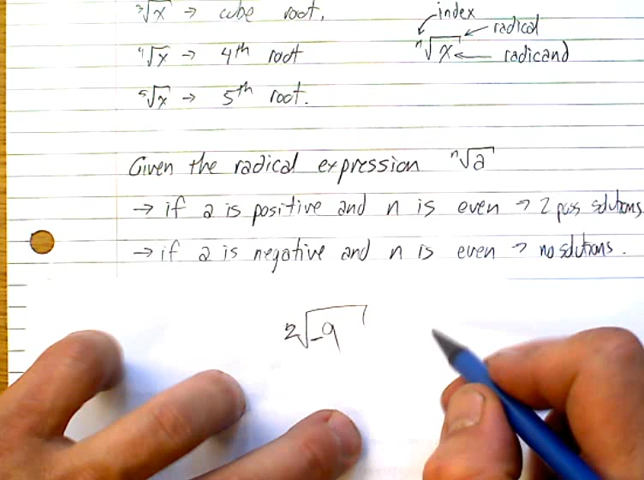 ³√x → cube root.
index
radical
ⁿ√x ← radicand
⁴√x → 4th root
⁵√x → 5th root.
Given the radical expression ⁿ√a
→ if a is positive and n is even → 2 poss solutions
→ if a is negative and n is even → no solutions.
²√-9